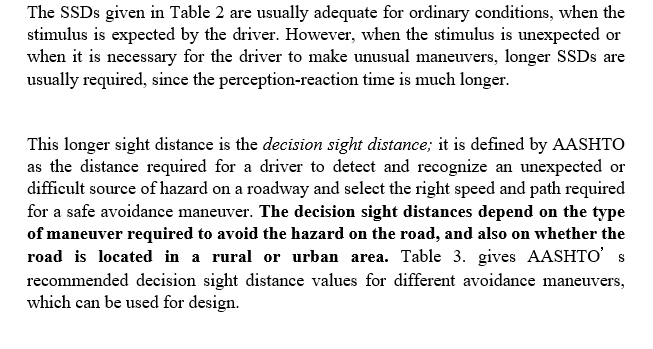 The SSDs given in Table 2 are usually adequate for ordinary conditions, when the
stimulus is expected by the driver. However, when the stimulus is unexpected or
when it is necessary for the driver to make unusual maneuvers, longer SSDs are
usually required, since the perception-reaction time is much longer.
This longer sight distance is the decision sight distance; it is defined by AASHTO
as the distance required for a driver to detect and recognize an unexpected or
difficult source of hazard on a roadway and select the right speed and path required
for a safe avoidance maneuver. The decision sight distances depend on the type
of maneuver required to avoid the hazard on the road, and also on whether the
road is located in a rural or urban area. Table 3. gives AASHTO’ s
recommended decision sight distance values for different avoidance maneuvers,
which can be used for design.